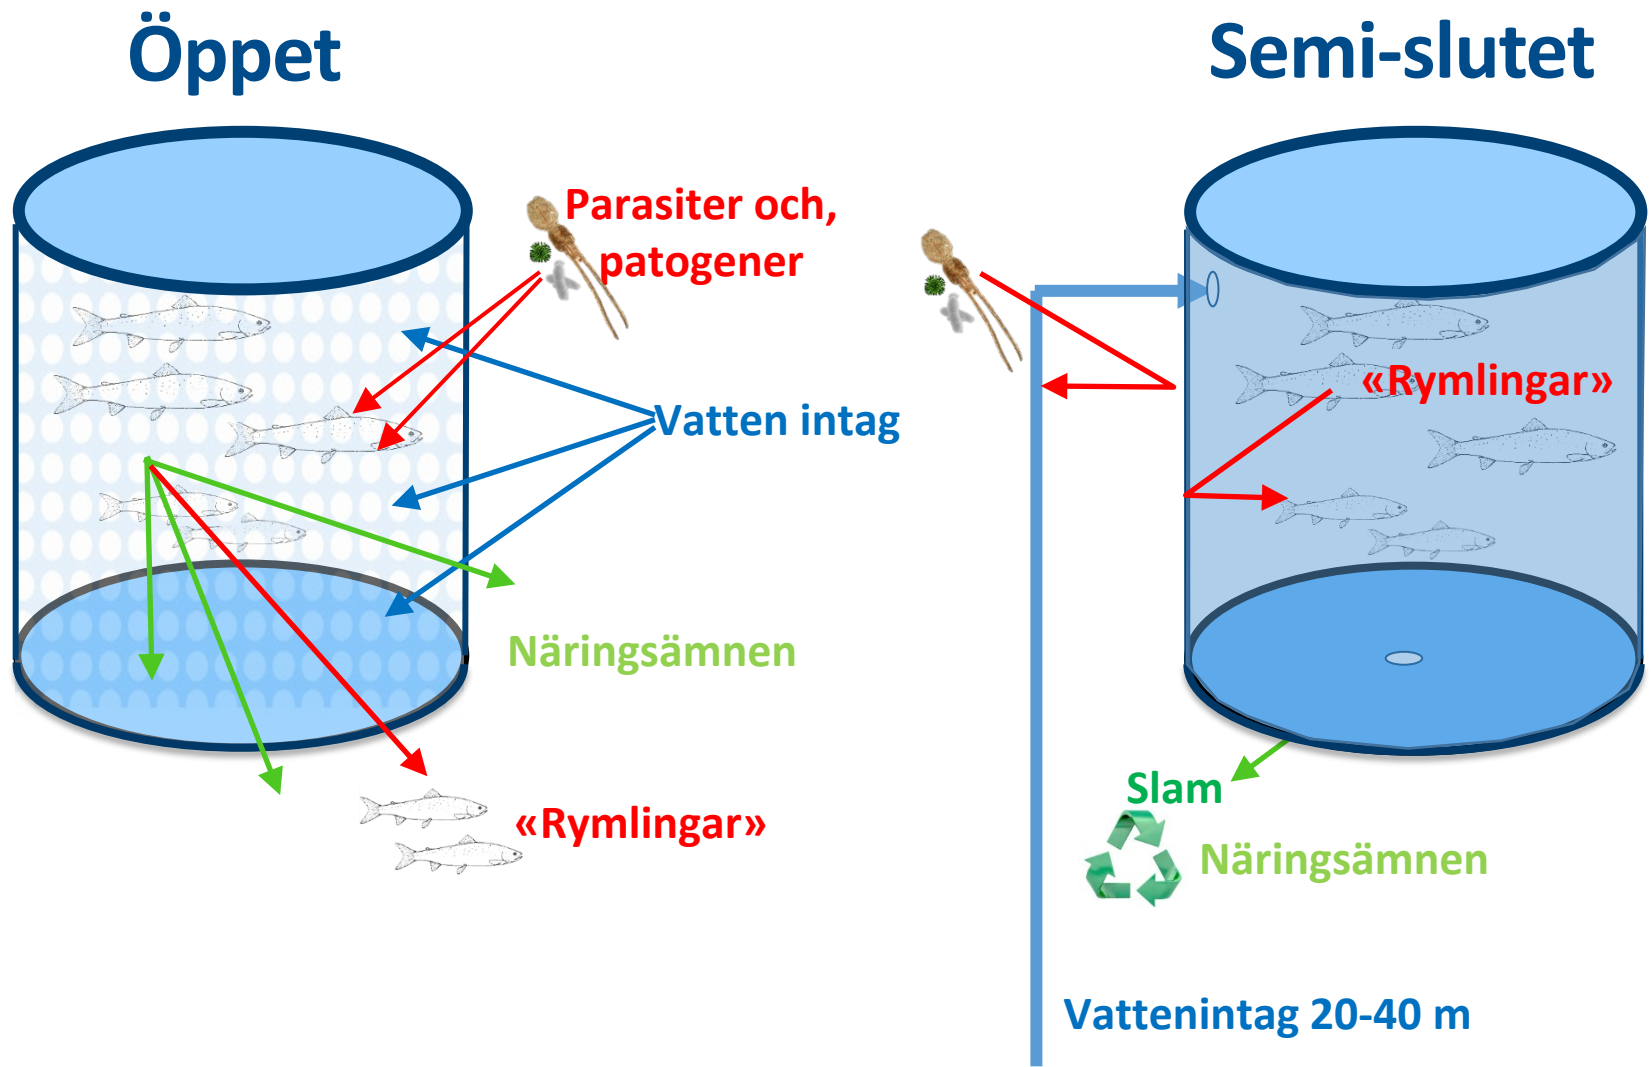 Öppet
Semi-slutet
Parasiter och,
patogener
Vatten intag
Näringsämnen
«Rymlingar»
«Rymlingar»
Slam
Näringsämnen
Vattenintag 20-40 m